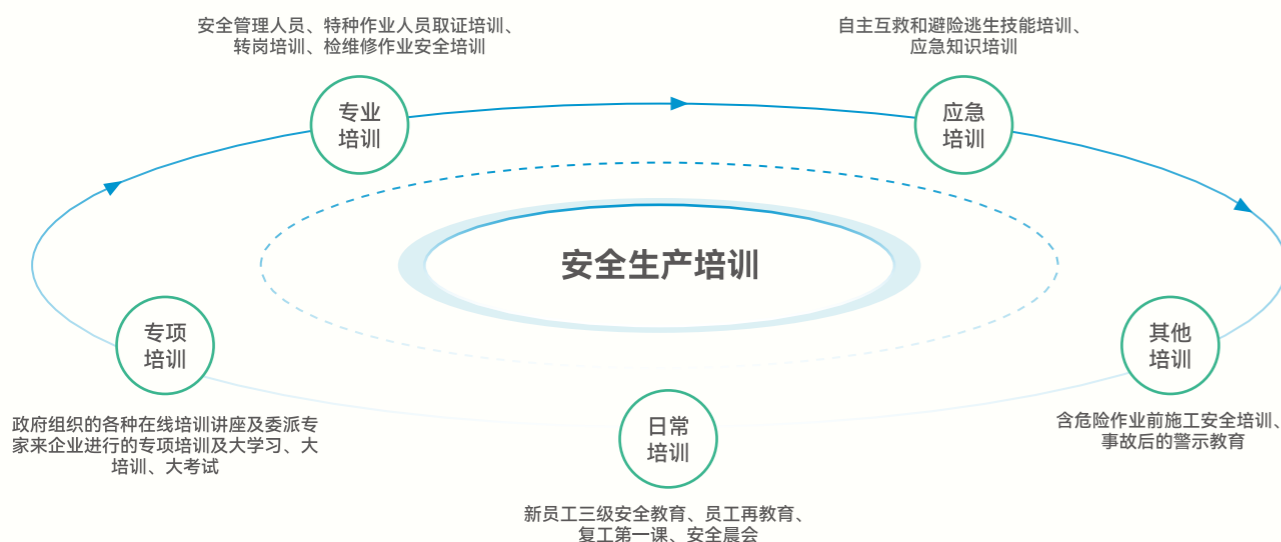 安全管理人员、特种作业人员取证培训、
转岗培训、检维修作业安全培训
自主互救和避险逃生技能培训、
应急知识培训
专业
培训
应急
培训
安全生产培训
专项
培训
其他
培训
政府组织的各种在线培训讲座及委派专
家来企业进行的专项培训及大学习、大
培训、大考试
含危险作业前施工安全培训、
事故后的警示教育
日常
培训
新员工三级安全教育、员工再教育、
复工第一课、安全晨会